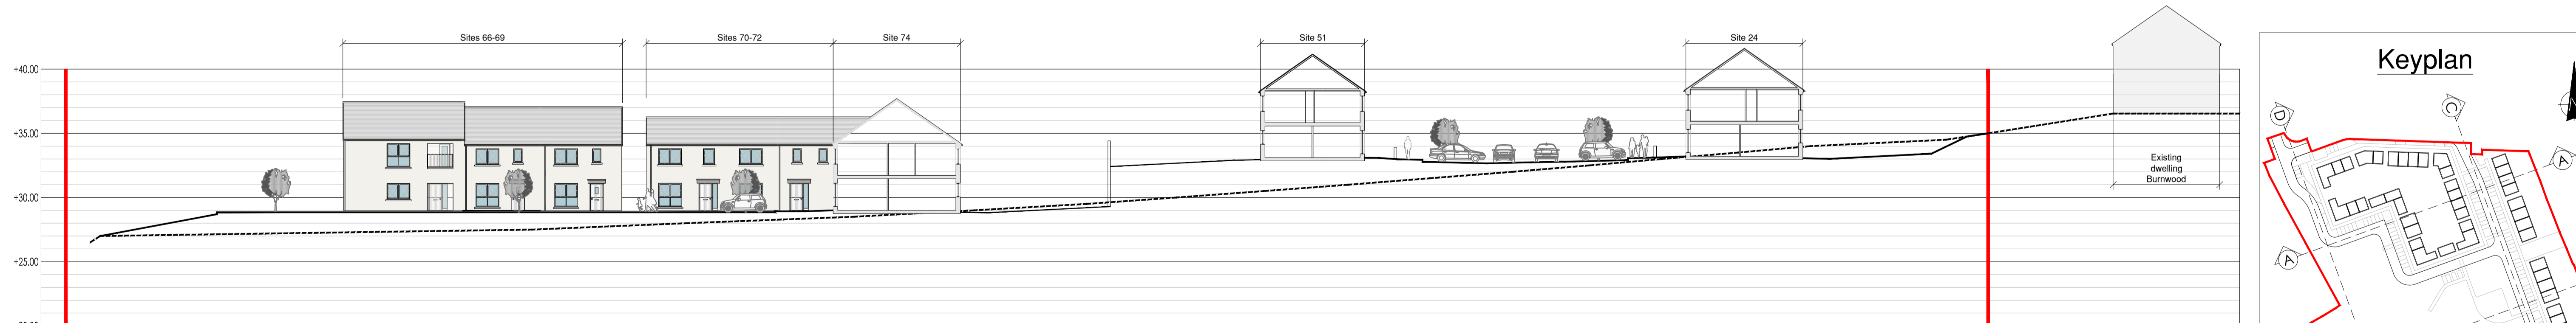 Sites 66-69
Sites 70-72
Site 74
Site 51
Site 24
Keyplan
+40.00
+35.00
+30.00
+25.00
Existing
dwelling
Burnwood
D
C
A
A